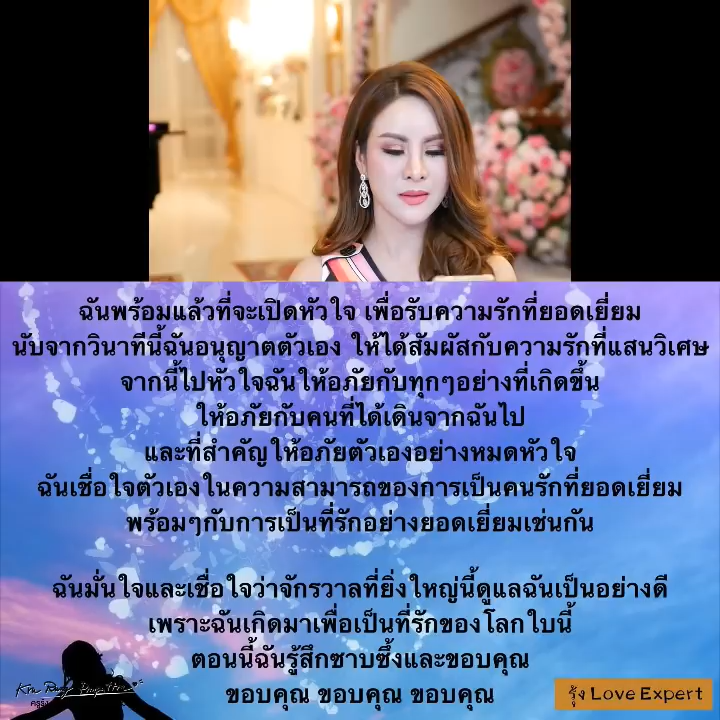 ฉันพร้อมแล้วที่จะเปิดหัวใจ เพื่อรับความรักที่ยอดเยี่ยม
นับจากวินาทีนี้ฉันอนุญาตตัวเอง ให้ได้สัมผัสกับความรักที่แสนวิเศษ
จากนี้ไปหัวใจฉันให้อภัยกับทุกๆอย่างที่เกิดขึ้น
ให้อภัยกับคนที่ได้เดินจากฉันไป
และที่สำคัญให้อภัยตัวเองอย่างหมดหัวใจ
ฉันเชื่อใจตัวเองในความสามารถของการเป็นคนรักที่ยอดเยี่ยม
พร้อมๆกับการเป็นที่รักอย่างยอดเยี่ยมเช่นกัน
ฉันมั่นใจและเชื่อใจว่าจักรวาลที่ยิ่งใหญ่นี้ดูแลฉันเป็นอย่างดี
เพราะฉันเกิดมาเพื่อเป็นที่รักของโลกใบนี้
ตอนนี้ฉันรู้สึกซาบซึ้งและขอบคุณ
ขอบคุณ ขอบคุณ ขอบคุณ
ครูรุ้ง
รุ้ง Love Expert